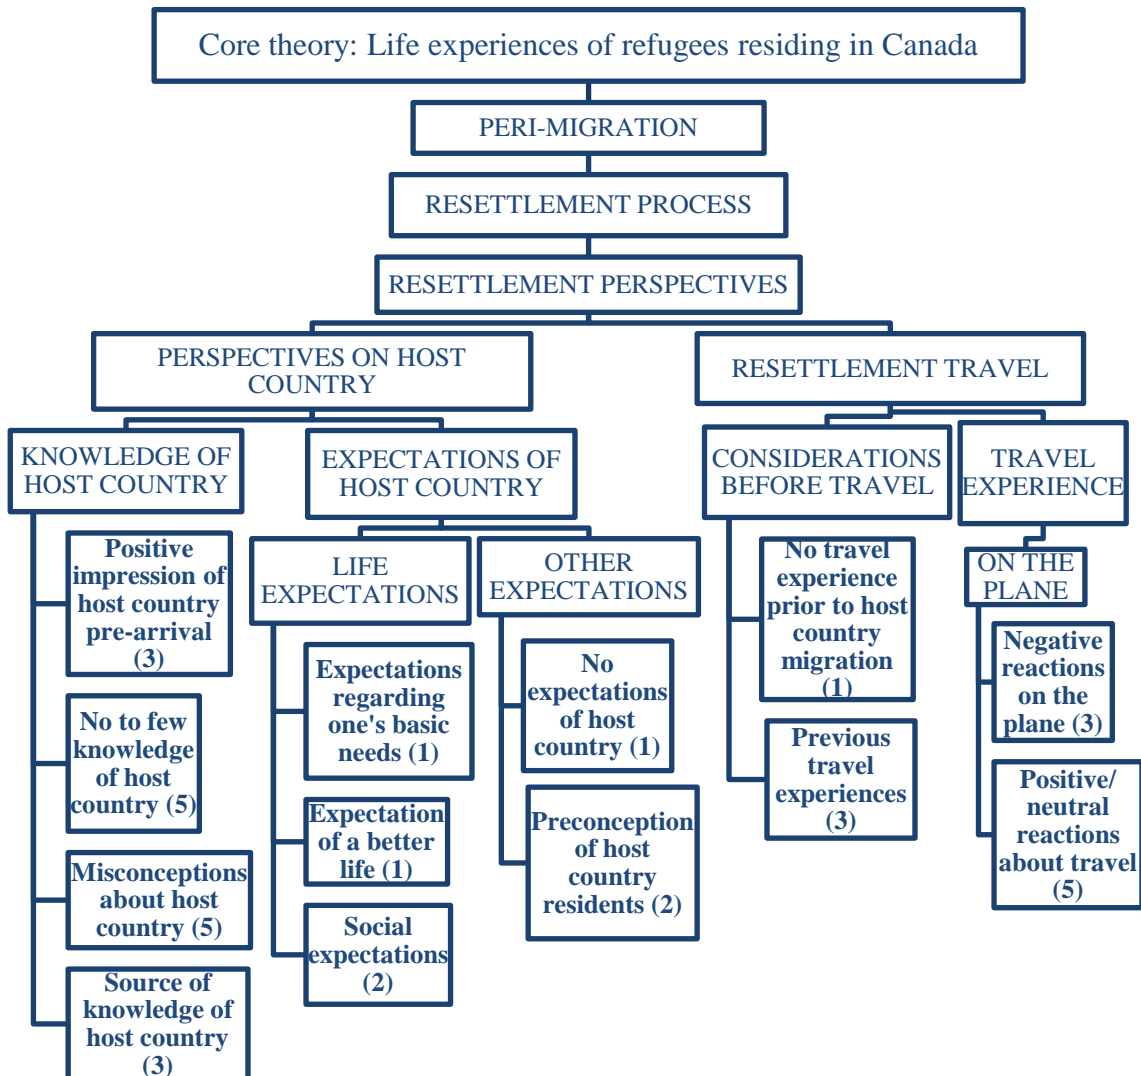 Core theory: Life experiences of refugees residing in Canada
PERI-MIGRATION
RESETTLEMENT PROCESS
RESETTLEMENT PERSPECTIVES
PERSPECTIVES ON HOST
COUNTRY
KNOWLEDGE OF
HOST COUNTRY
Positive
impression of
host country
pre-arrival
(3)
No to few
knowledge
of host
country (5)
Misconceptions
about host
country (5)
Source of
knowledge of
host country
(3)
EXPECTATIONS OF
HOST COUNTRY
LIFE
EXPECTATIONS
Expectations
regarding
one's basic
needs (1)
Expectation
of a better
life (1)
Social
expectations
(2)
OTHER
EXPECTATIONS
No
expectations
of host
country (1)
Preconception
of host
country
residents (2)
RESETTLEMENT TRAVEL
CONSIDERATIONS
BEFORE TRAVEL
No travel
experience
prior to host
country
migration
(1)
Previous
travel
experiences
(3)
TRAVEL
EXPERIENCE
ON THE
PLANE
Negative
reactions
on the
plane (3)
Positive/
neutral
reactions
about travel
(5)